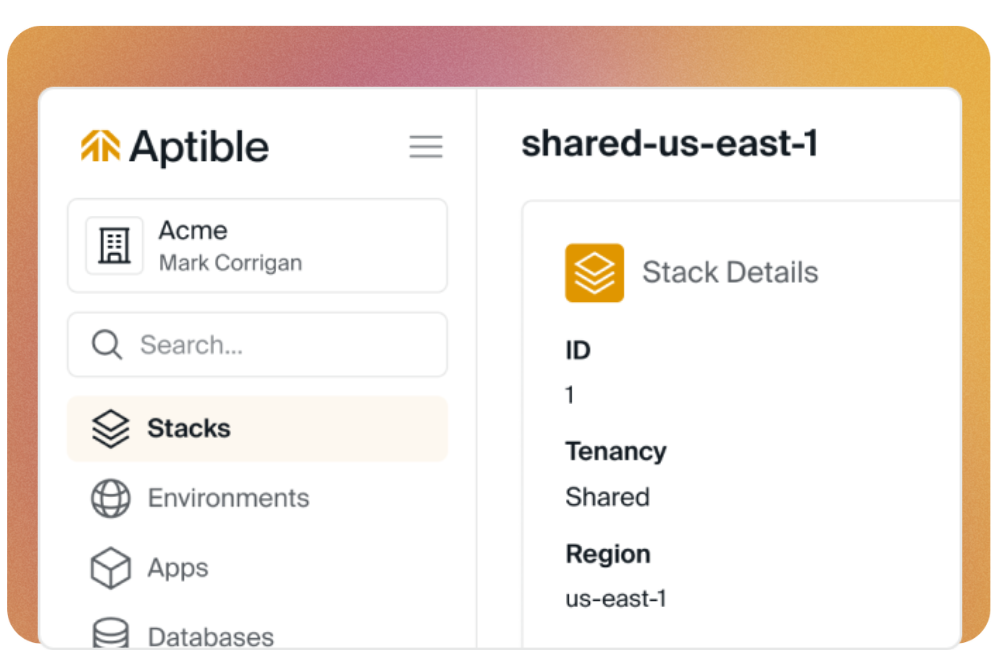 Aptible
Acme
Mark Corrigan
Search...
Stacks
Environments
Apps
Databases
shared-us-east-1
Stack Details
ID
1
Tenancy
Shared
Region
us-east-1